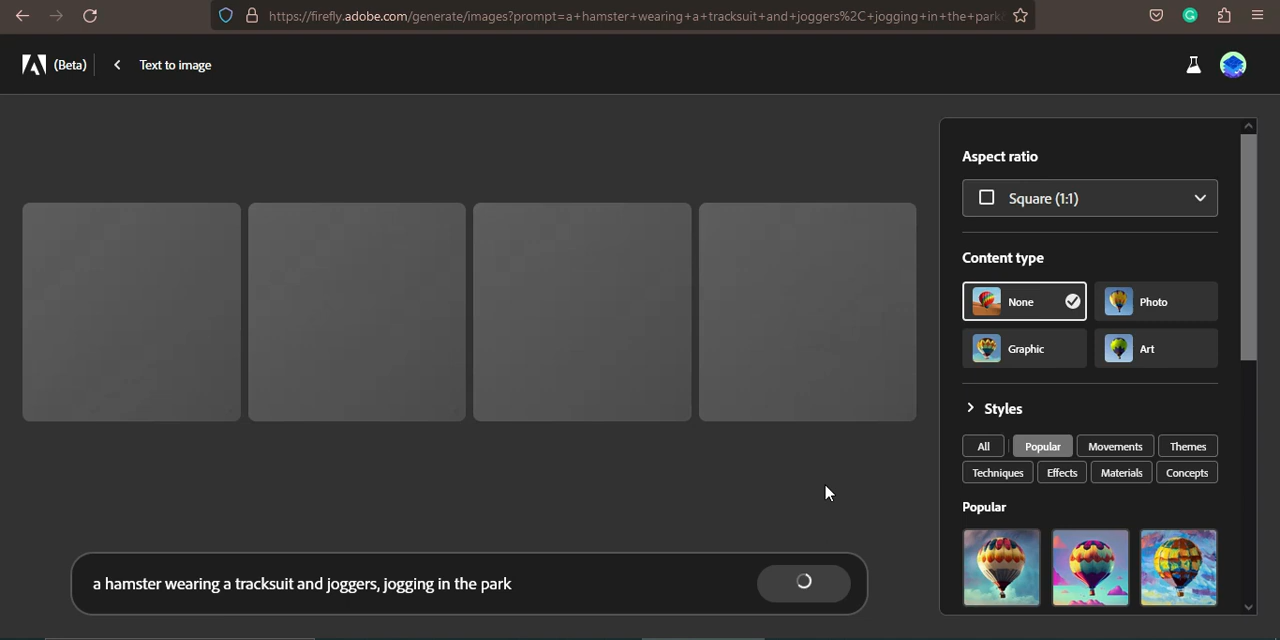 https://firefly.adobe.com/generate/images?prompt=a+hamster+wearing+a+tracksuit+and+joggers%2C+jogging+in+the+park
(Beta)
Text to image
Aspect ratio
Square (1:1)
Content type
None
Photo
Graphic
Art
Styles
All
Popular
Movements
Themes
Techniques
Effects
Materials
Concepts
Popular
a hamster wearing a tracksuit and joggers, jogging in the park